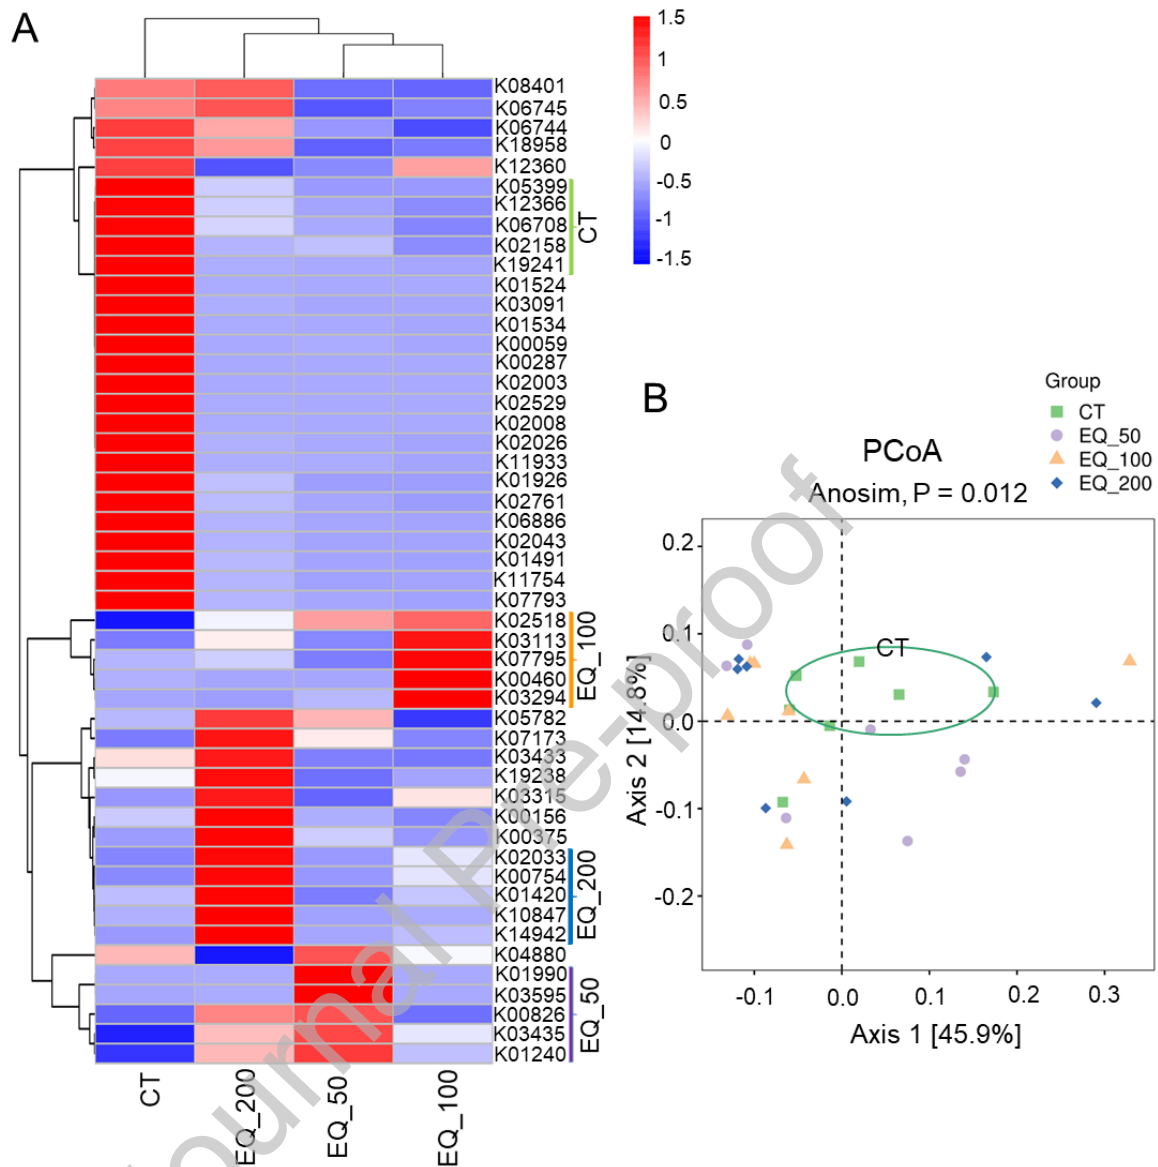 A
1.5
1
0.5
0
-0.5
-1
-1.5
K08401
K06745
K06744
K18958
K12360
K05399
K12366
K06708
K02158
K19241
K01524
K03091
K01534
K00059
K00287
K02003
K02529
K02008
K02026
K11933
K01926
K02761
K06886
K02043
K01491
K11754
K07793
K02518
K03113
K07795
K00460
K03294
K05782
K07173
K03433
K19238
K03315
K00156
K00375
K02033
K00754
K01420
K10847
K14942
K04880
K01990
K03595
K00826
K03435
K01240
CT
EQ_100
EQ_200
EQ_50
CT
EQ_200
EQ_50
EQ_100
B
Group
CT
EQ_50
EQ_100
EQ_200
PCoA
Anosim, P = 0.012
CT
0.2
0.1
0.0
-0.1
-0.2
Axis 2 [14.8%]
-0.1
0.0
0.1
0.2
0.3
Axis 1 [45.9%]
Journal Pre-proof